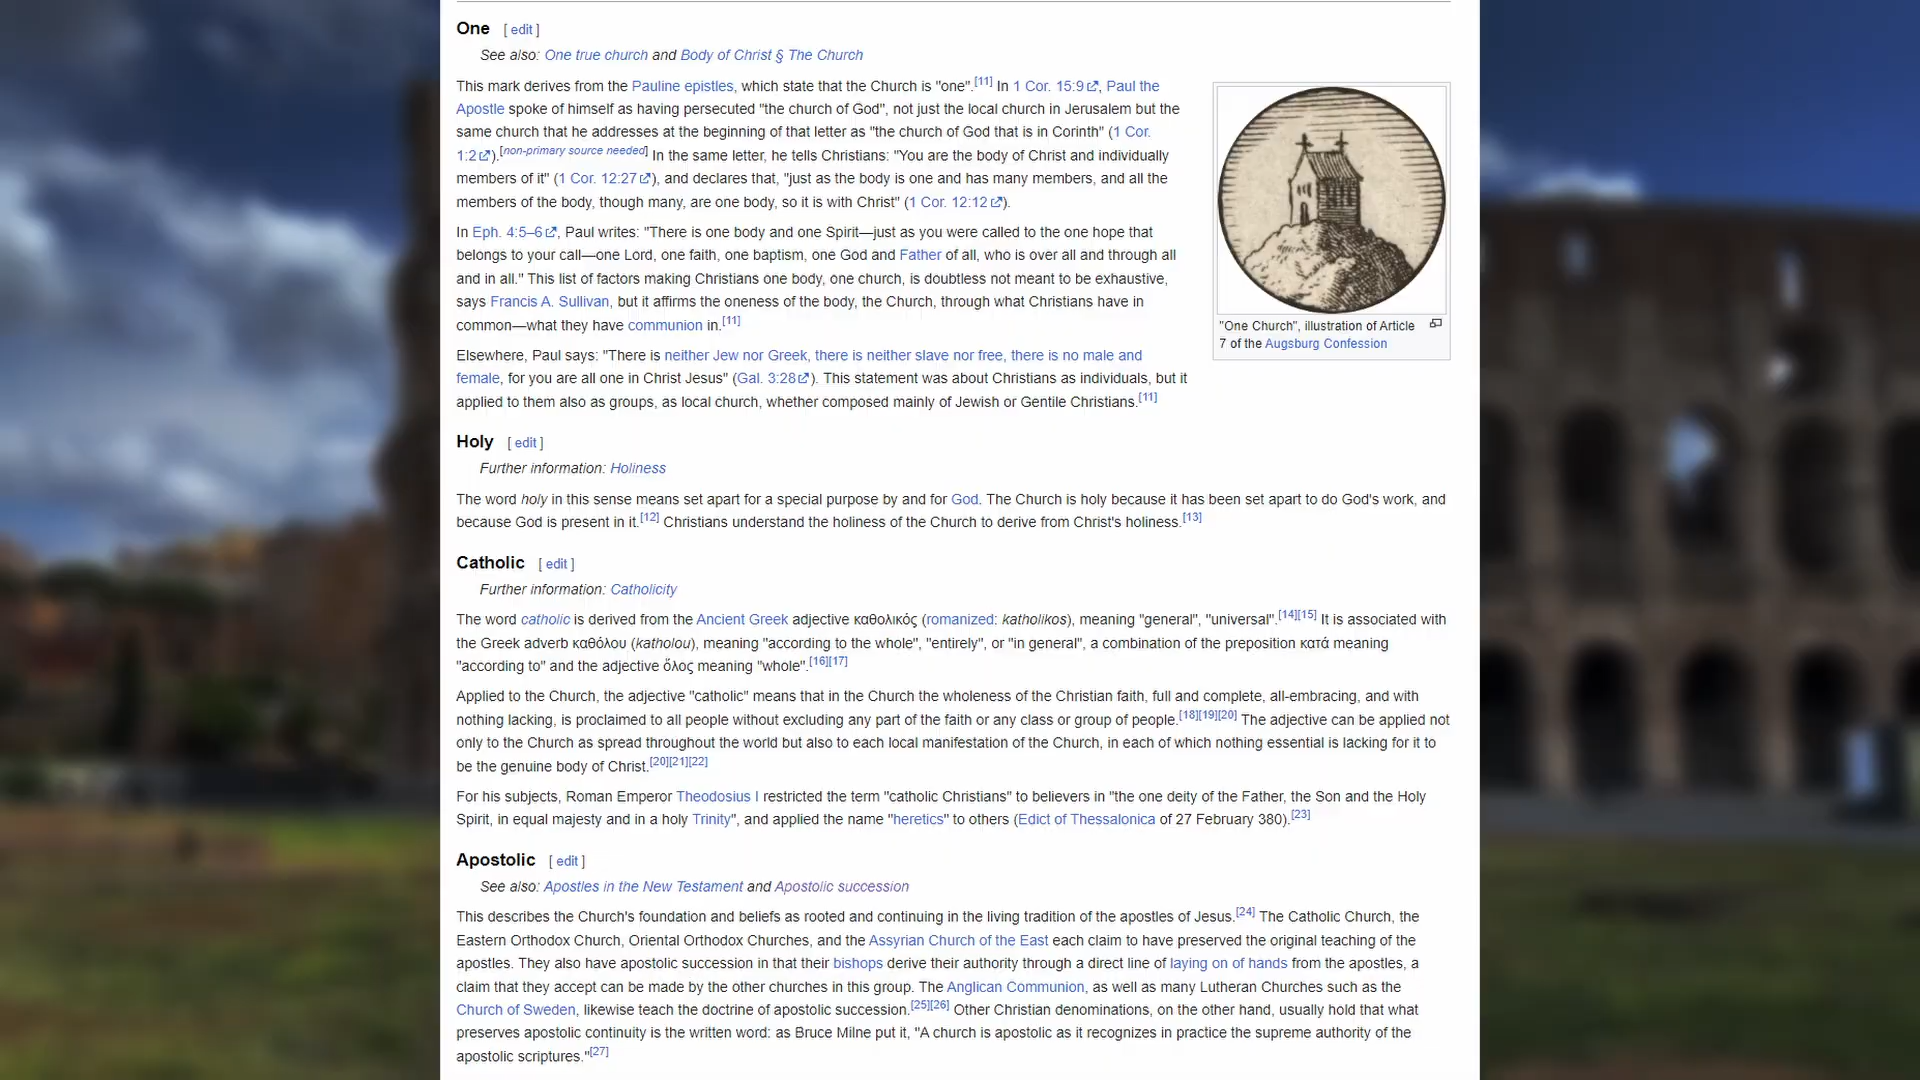 One [ edit ]
See also: One true church and Body of Christ § The Church
This mark derives from the Pauline epistles, which state that the Church is "one".[11] In 1 Cor. 15:9, Paul the
Apostle spoke of himself as having persecuted "the church of God", not just the local church in Jerusalem but the
same church that he addresses at the beginning of that letter as "the church of God that is in Corinth" (1 Cor.
1:2).[non-primary source needed] In the same letter, he tells Christians: "You are the body of Christ and individually
members of it" (1 Cor. 12:27), and declares that, "just as the body is one and has many members, and all the
members of the body, though many, are one body, so it is with Christ" (1 Cor. 12:12).
In Eph. 4:5–6, Paul writes: "There is one body and one Spirit—just as you were called to the one hope that
belongs to your call—one Lord, one faith, one baptism, one God and Father of all, who is over all and through all
and in all." This list of factors making Christians one body, one church, is doubtless not meant to be exhaustive,
says Francis A. Sullivan, but it affirms the oneness of the body, the Church, through what Christians have in
common—what they have communion in.[11]
"One Church", illustration of Article
7 of the Augsburg Confession
Elsewhere, Paul says: "There is neither Jew nor Greek, there is neither slave nor free, there is no male and
female, for you are all one in Christ Jesus" (Gal. 3:28). This statement was about Christians as individuals, but it
applied to them also as groups, as local church, whether composed mainly of Jewish or Gentile Christians.[11]
Holy [ edit ]
Further information: Holiness
The word holy in this sense means set apart for a special purpose by and for God. The Church is holy because it has been set apart to do God's work, and
because God is present in it.[12] Christians understand the holiness of the Church to derive from Christ's holiness.[13]
Catholic [ edit ]
Further information: Catholicity
The word catholic is derived from the Ancient Greek adjective καθολικός (romanized: katholikos), meaning "general", "universal".[14][15] It is associated with
the Greek adverb καθόλου (katholou), meaning "according to the whole", "entirely", or "in general", a combination of the preposition κατά meaning
"according to" and the adjective ὅλος meaning "whole".[16][17]
Applied to the Church, the adjective "catholic" means that in the Church the wholeness of the Christian faith, full and complete, all-embracing, and with
nothing lacking, is proclaimed to all people without excluding any part of the faith or any class or group of people.[18][19][20] The adjective can be applied not
only to the Church as spread throughout the world but also to each local manifestation of the Church, in each of which nothing essential is lacking for it to
be the genuine body of Christ.[20][21][22]
For his subjects, Roman Emperor Theodosius I restricted the term "catholic Christians" to believers in "the one deity of the Father, the Son and the Holy
Spirit, in equal majesty and in a holy Trinity", and applied the name "heretics" to others (Edict of Thessalonica of 27 February 380).[23]
Apostolic [ edit ]
See also: Apostles in the New Testament and Apostolic succession
This describes the Church's foundation and beliefs as rooted and continuing in the living tradition of the apostles of Jesus.[24] The Catholic Church, the
Eastern Orthodox Church, Oriental Orthodox Churches, and the Assyrian Church of the East each claim to have preserved the original teaching of the
apostles. They also have apostolic succession in that their bishops derive their authority through a direct line of laying on of hands from the apostles, a
claim that they accept can be made by the other churches in this group. The Anglican Communion, as well as many Lutheran Churches such as the
Church of Sweden, likewise teach the doctrine of apostolic succession.[25][26] Other Christian denominations, on the other hand, usually hold that what
preserves apostolic continuity is the written word: as Bruce Milne put it, "A church is apostolic as it recognizes in practice the supreme authority of the
apostolic scriptures."[27]